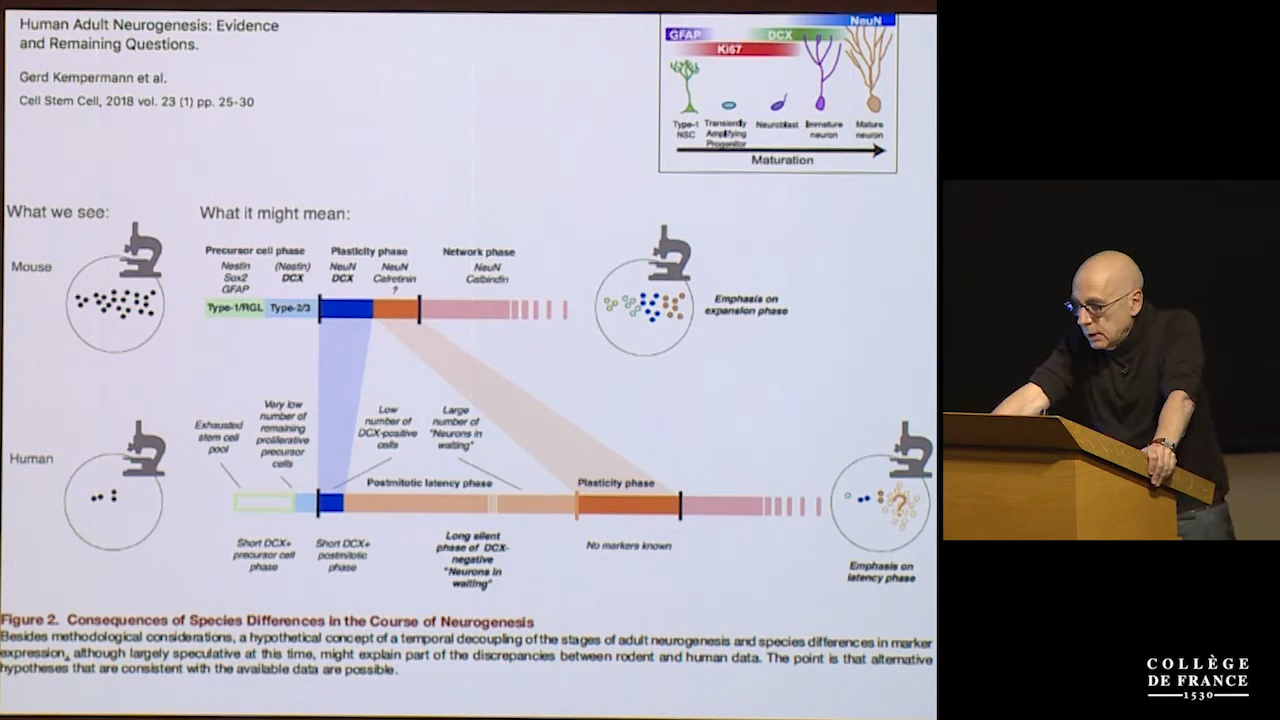 Human Adult Neurogenesis: Evidence
and Remaining Questions.
Gerd Kempermann et al.
Cell Stem Cell, 2018 vol. 23 (1) pp. 25-30
NeuN
GFAP
DCX
Ki67
Type-1
NSC
Transiently
Amplifying
Progenitor
Neuroblast
Immature
neuron
Mature
neuron
Maturation
What we see:
What it might mean:
Mouse
Precursor cell phase
Plasticity phase
Network phase
Nestin
Sox2
GFAP
(Nestin)
DCX
NeuN
DCX
NeuN
Calretinin
?
NeuN
Calbindin
Type-1/RGL
Type-2/3
Emphasis on
expansion phase
Human
Exhausted
stem cell
pool
Very low
number of
remaining
proliferative
precursor
cells
Low
number of
DCX-positive
cells
Large
number of
"Neurons in
waiting"
Postmitotic latency phase
Plasticity phase
?
Short DCX+
precursor cell
phase
Short DCX+
postmitotic
phase
Long silent
phase of DCX-
negative
"Neurons in
waiting"
No markers known
Emphasis on
latency phase
Figure 2. Consequences of Species Differences in the Course of Neurogenesis
Besides methodological considerations, a hypothetical concept of a temporal decoupling of the stages of adult neurogenesis and species differences in marker
expression, although largely speculative at this time, might explain part of the discrepancies between rodent and human data. The point is that alternative
hypotheses that are consistent with the available data are possible.
COLLÈGE
DE FRANCE
1530